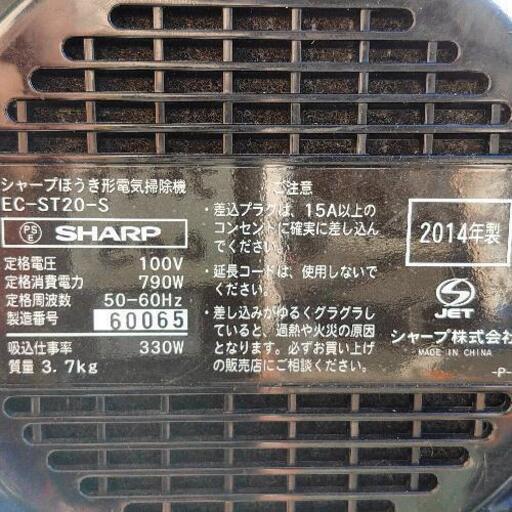 シャープほうき形電気掃除機
EC-ST20-S
PS
E
SHARP
定格電圧 100V
定格消費電力 790W
定格周波数 50-60Hz
製造番号 60065
吸込仕事率 330W
質量 3.7kg
ご注意
・差込プラグは、15A以上の
コンセントに確実に差し込ん
でください。
・延長コードは、使用しないで
ください。
・差し込みがゆるくグラグラ
していると、過熱や火災の原因
となります。必ずお買い上げ
の販売店にご相談ください。
2014年製
S
JET
シャープ株式会社
MADE IN CHINA
-P-